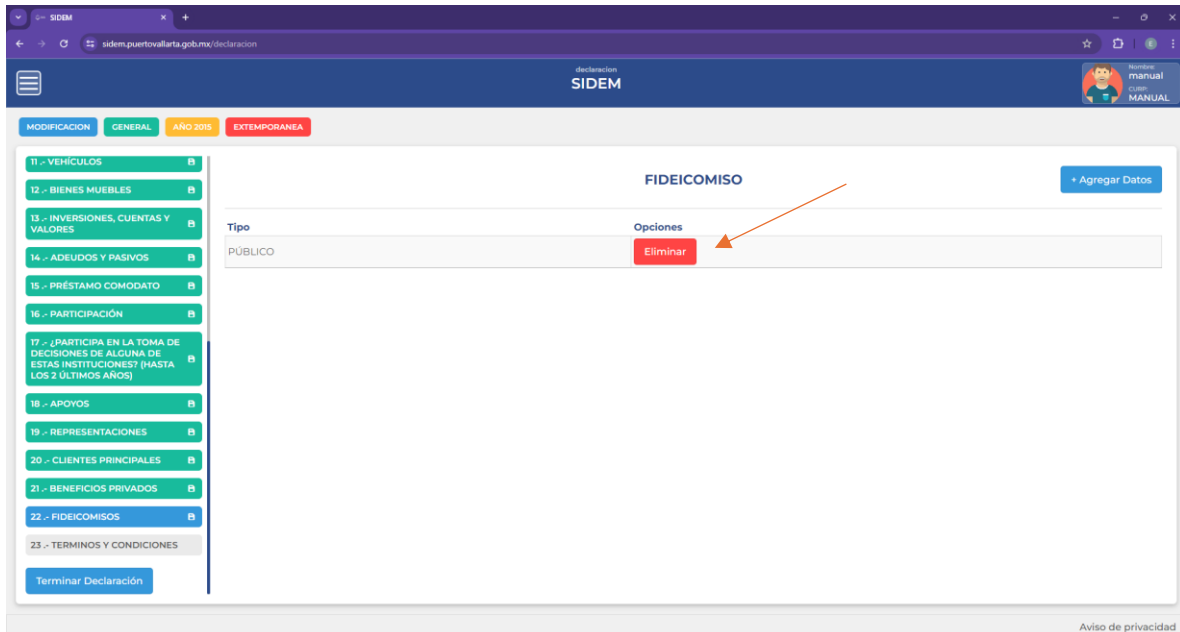 SIDEM
sidem.puertovallarta.gob.mx/declaracion
declaracion
SIDEM
Nombre:
manual
CURP:
MANUAL
MODIFICACION GENERAL AÑO 2015 EXTEMPORANEA
11 .- VEHÍCULOS
12 .- BIENES MUEBLES
13 .- INVERSIONES, CUENTAS Y
VALORES
14 .- ADEUDOS Y PASIVOS
15 .- PRÉSTAMO COMODATO
16 .- PARTICIPACIÓN
17 .- ¿PARTICIPA EN LA TOMA DE
DECISIONES DE ALGUNA DE
ESTAS INSTITUCIONES? (HASTA
LOS 2 ÚLTIMOS AÑOS)
18 .- APOYOS
19 .- REPRESENTACIONES
20 .- CLIENTES PRINCIPALES
21 .- BENEFICIOS PRIVADOS
22 .- FIDEICOMISOS
23 .- TERMINOS Y CONDICIONES
Terminar Declaración
FIDEICOMISO
+ Agregar Datos
Tipo Opciones
PÚBLICO Eliminar
Aviso de privacidad